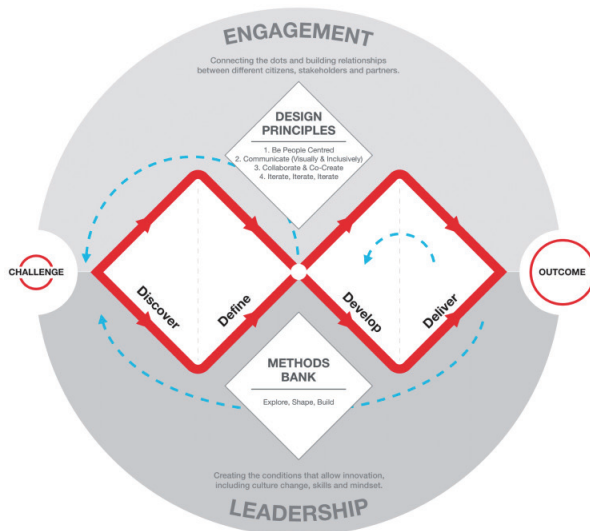 ENGAGEMENT
Connecting the dots and building relationships
between different citizens, stakeholders and partners.
DESIGN
PRINCIPLES
1. Be People Centred
2. Communicate (Visually & Inclusively)
3. Collaborate & Co-Create
4. Iterate, Iterate, Iterate
CHALLENGE
OUTCOME
Discover
Define
Develop
Deliver
METHODS
BANK
Explore, Shape, Build
Creating the conditions that allow innovation,
including culture change, skills and mindset.
LEADERSHIP